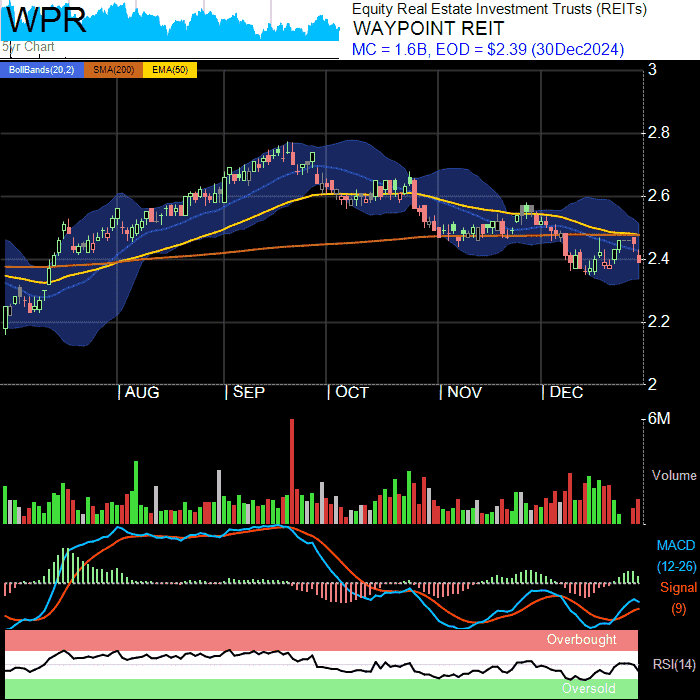 WPR
5yr Chart
Equity Real Estate Investment Trusts (REITs)
WAYPOINT REIT
MC = 1.6B, EOD = $2.39 (30Dec2024)
BollBands(20,2) SMA(200) EMA(50)
3
2.8
2.6
2.4
2.2
2
AUG SEP OCT NOV DEC
6M
Volume
MACD
(12-26)
Signal
(9)
Overbought
RSI(14)
Oversold